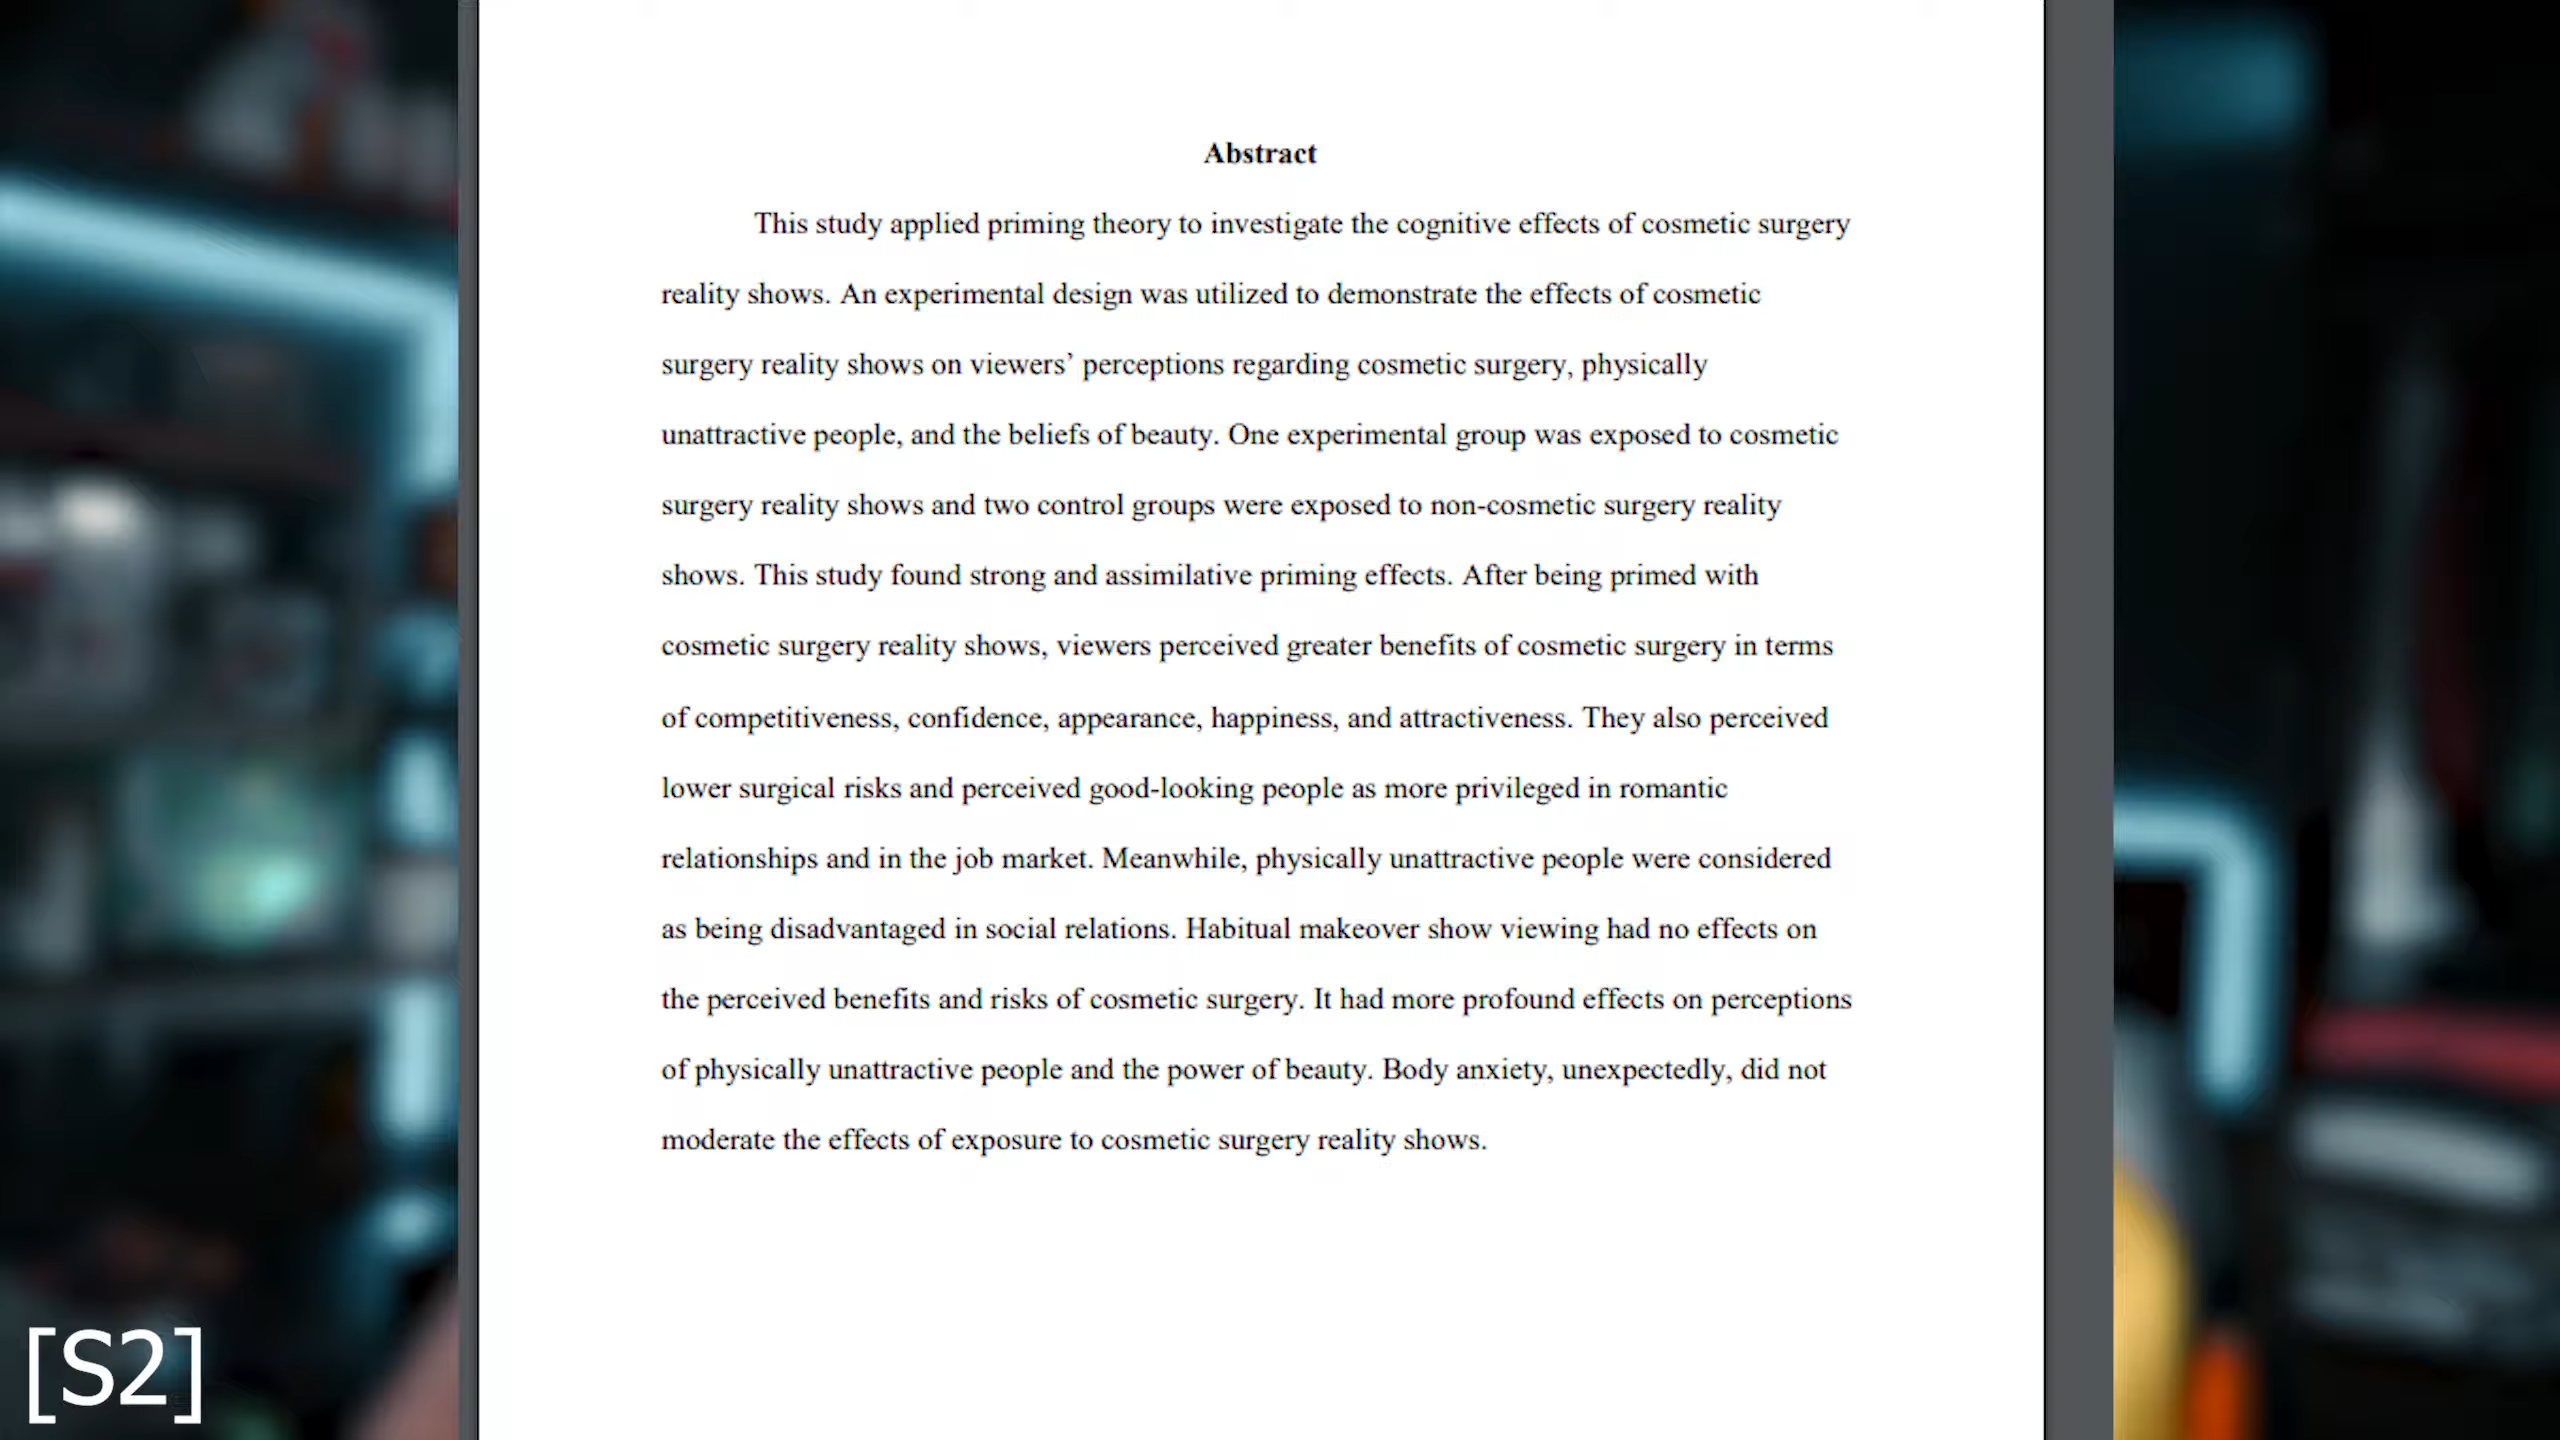 Abstract
This study applied priming theory to investigate the cognitive effects of cosmetic surgery
reality shows. An experimental design was utilized to demonstrate the effects of cosmetic
surgery reality shows on viewers’ perceptions regarding cosmetic surgery, physically
unattractive people, and the beliefs of beauty. One experimental group was exposed to cosmetic
surgery reality shows and two control groups were exposed to non-cosmetic surgery reality
shows. This study found strong and assimilative priming effects. After being primed with
cosmetic surgery reality shows, viewers perceived greater benefits of cosmetic surgery in terms
of competitiveness, confidence, appearance, happiness, and attractiveness. They also perceived
lower surgical risks and perceived good-looking people as more privileged in romantic
relationships and in the job market. Meanwhile, physically unattractive people were considered
as being disadvantaged in social relations. Habitual makeover show viewing had no effects on
the perceived benefits and risks of cosmetic surgery. It had more profound effects on perceptions
of physically unattractive people and the power of beauty. Body anxiety, unexpectedly, did not
moderate the effects of exposure to cosmetic surgery reality shows.
[S2]